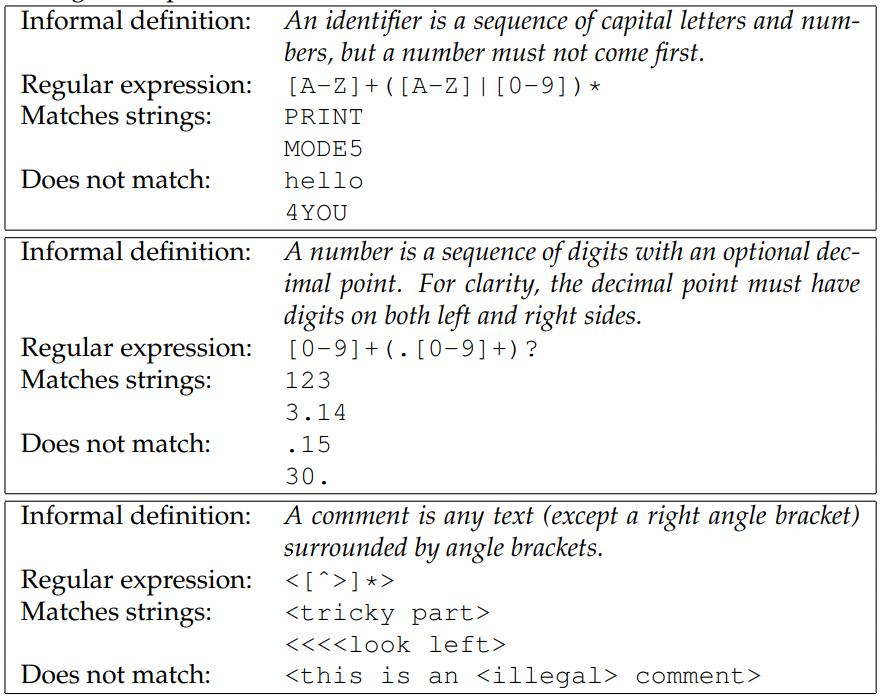 Informal definition: An identifier is a sequence of capital letters and num-
bers, but a number must not come first.
Regular expression: [A-Z]+([A-Z]|[0-9])*
Matches strings: PRINT
MODE5
Does not match: hello
4YOU
Informal definition: A number is a sequence of digits with an optional dec-
imal point. For clarity, the decimal point must have
digits on both left and right sides.
Regular expression: [0-9]+(.[0-9]+)?
Matches strings: 123
3.14
Does not match: .15
30.
Informal definition: A comment is any text (except a right angle bracket)
surrounded by angle brackets.
Regular expression: <[^>]*>
Matches strings: <tricky part>
<<<<look left>
Does not match: <this is an <illegal> comment>